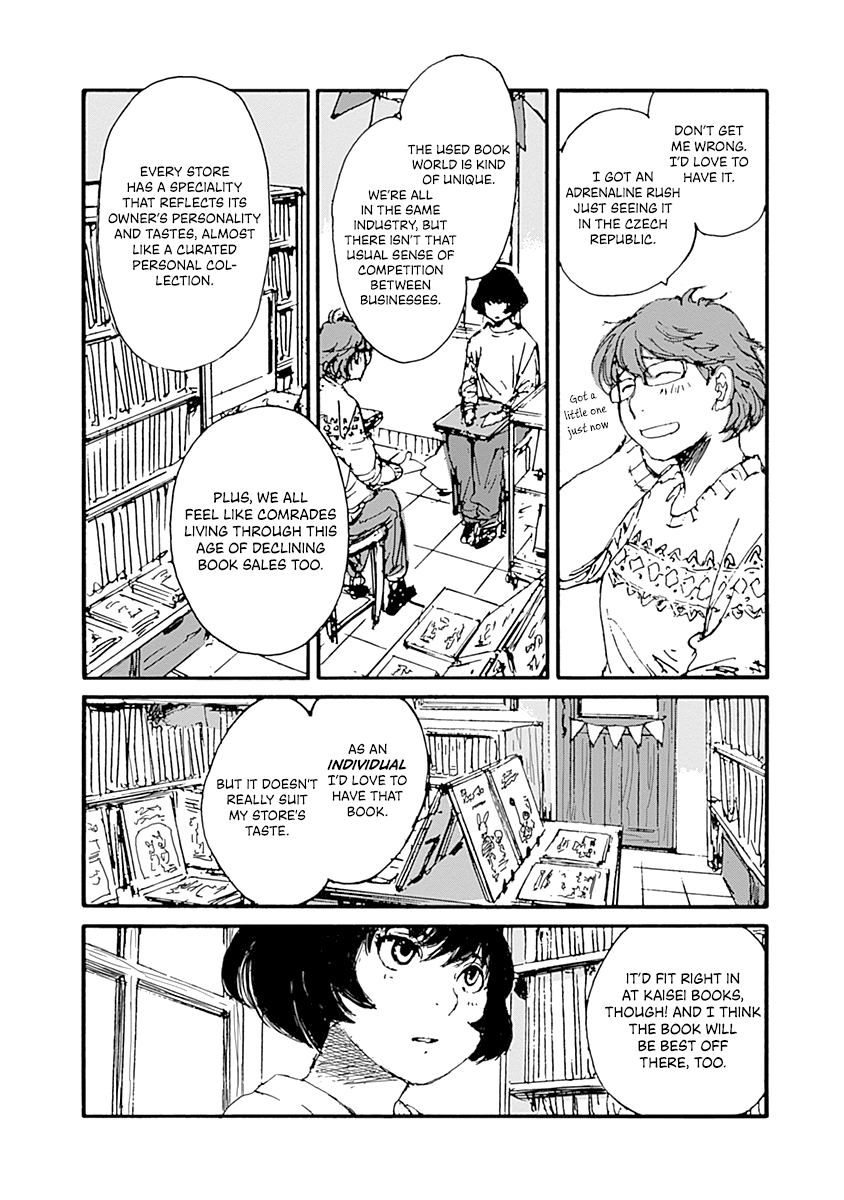 DON'T GET
ME WRONG.
I'D LOVE TO
HAVE IT.
I GOT AN
ADRENALINE RUSH
JUST SEEING IT
IN THE CZECH
REPUBLIC.
Got a
little one
just now
THE USED BOOK
WORLD IS KIND
OF UNIQUE.
WE'RE ALL
IN THE SAME
INDUSTRY, BUT
THERE ISN'T THAT
USUAL SENSE OF
COMPETITION
BETWEEN
BUSINESSES.
EVERY STORE
HAS A SPECIALITY
THAT REFLECTS ITS
OWNER'S PERSONALITY
AND TASTES, ALMOST
LIKE A CURATED
PERSONAL COL-
LECTION.
PLUS, WE ALL
FEEL LIKE COMRADES
LIVING THROUGH THIS
AGE OF DECLINING
BOOK SALES TOO.
AS AN
INDIVIDUAL
I'D LOVE TO
HAVE THAT
BOOK.
BUT IT DOESN'T
REALLY SUIT
MY STORE'S
TASTE.
IT'D FIT RIGHT IN
AT KAISEI BOOKS,
THOUGH! AND I THINK
THE BOOK WILL
BE BEST OFF
THERE, TOO.